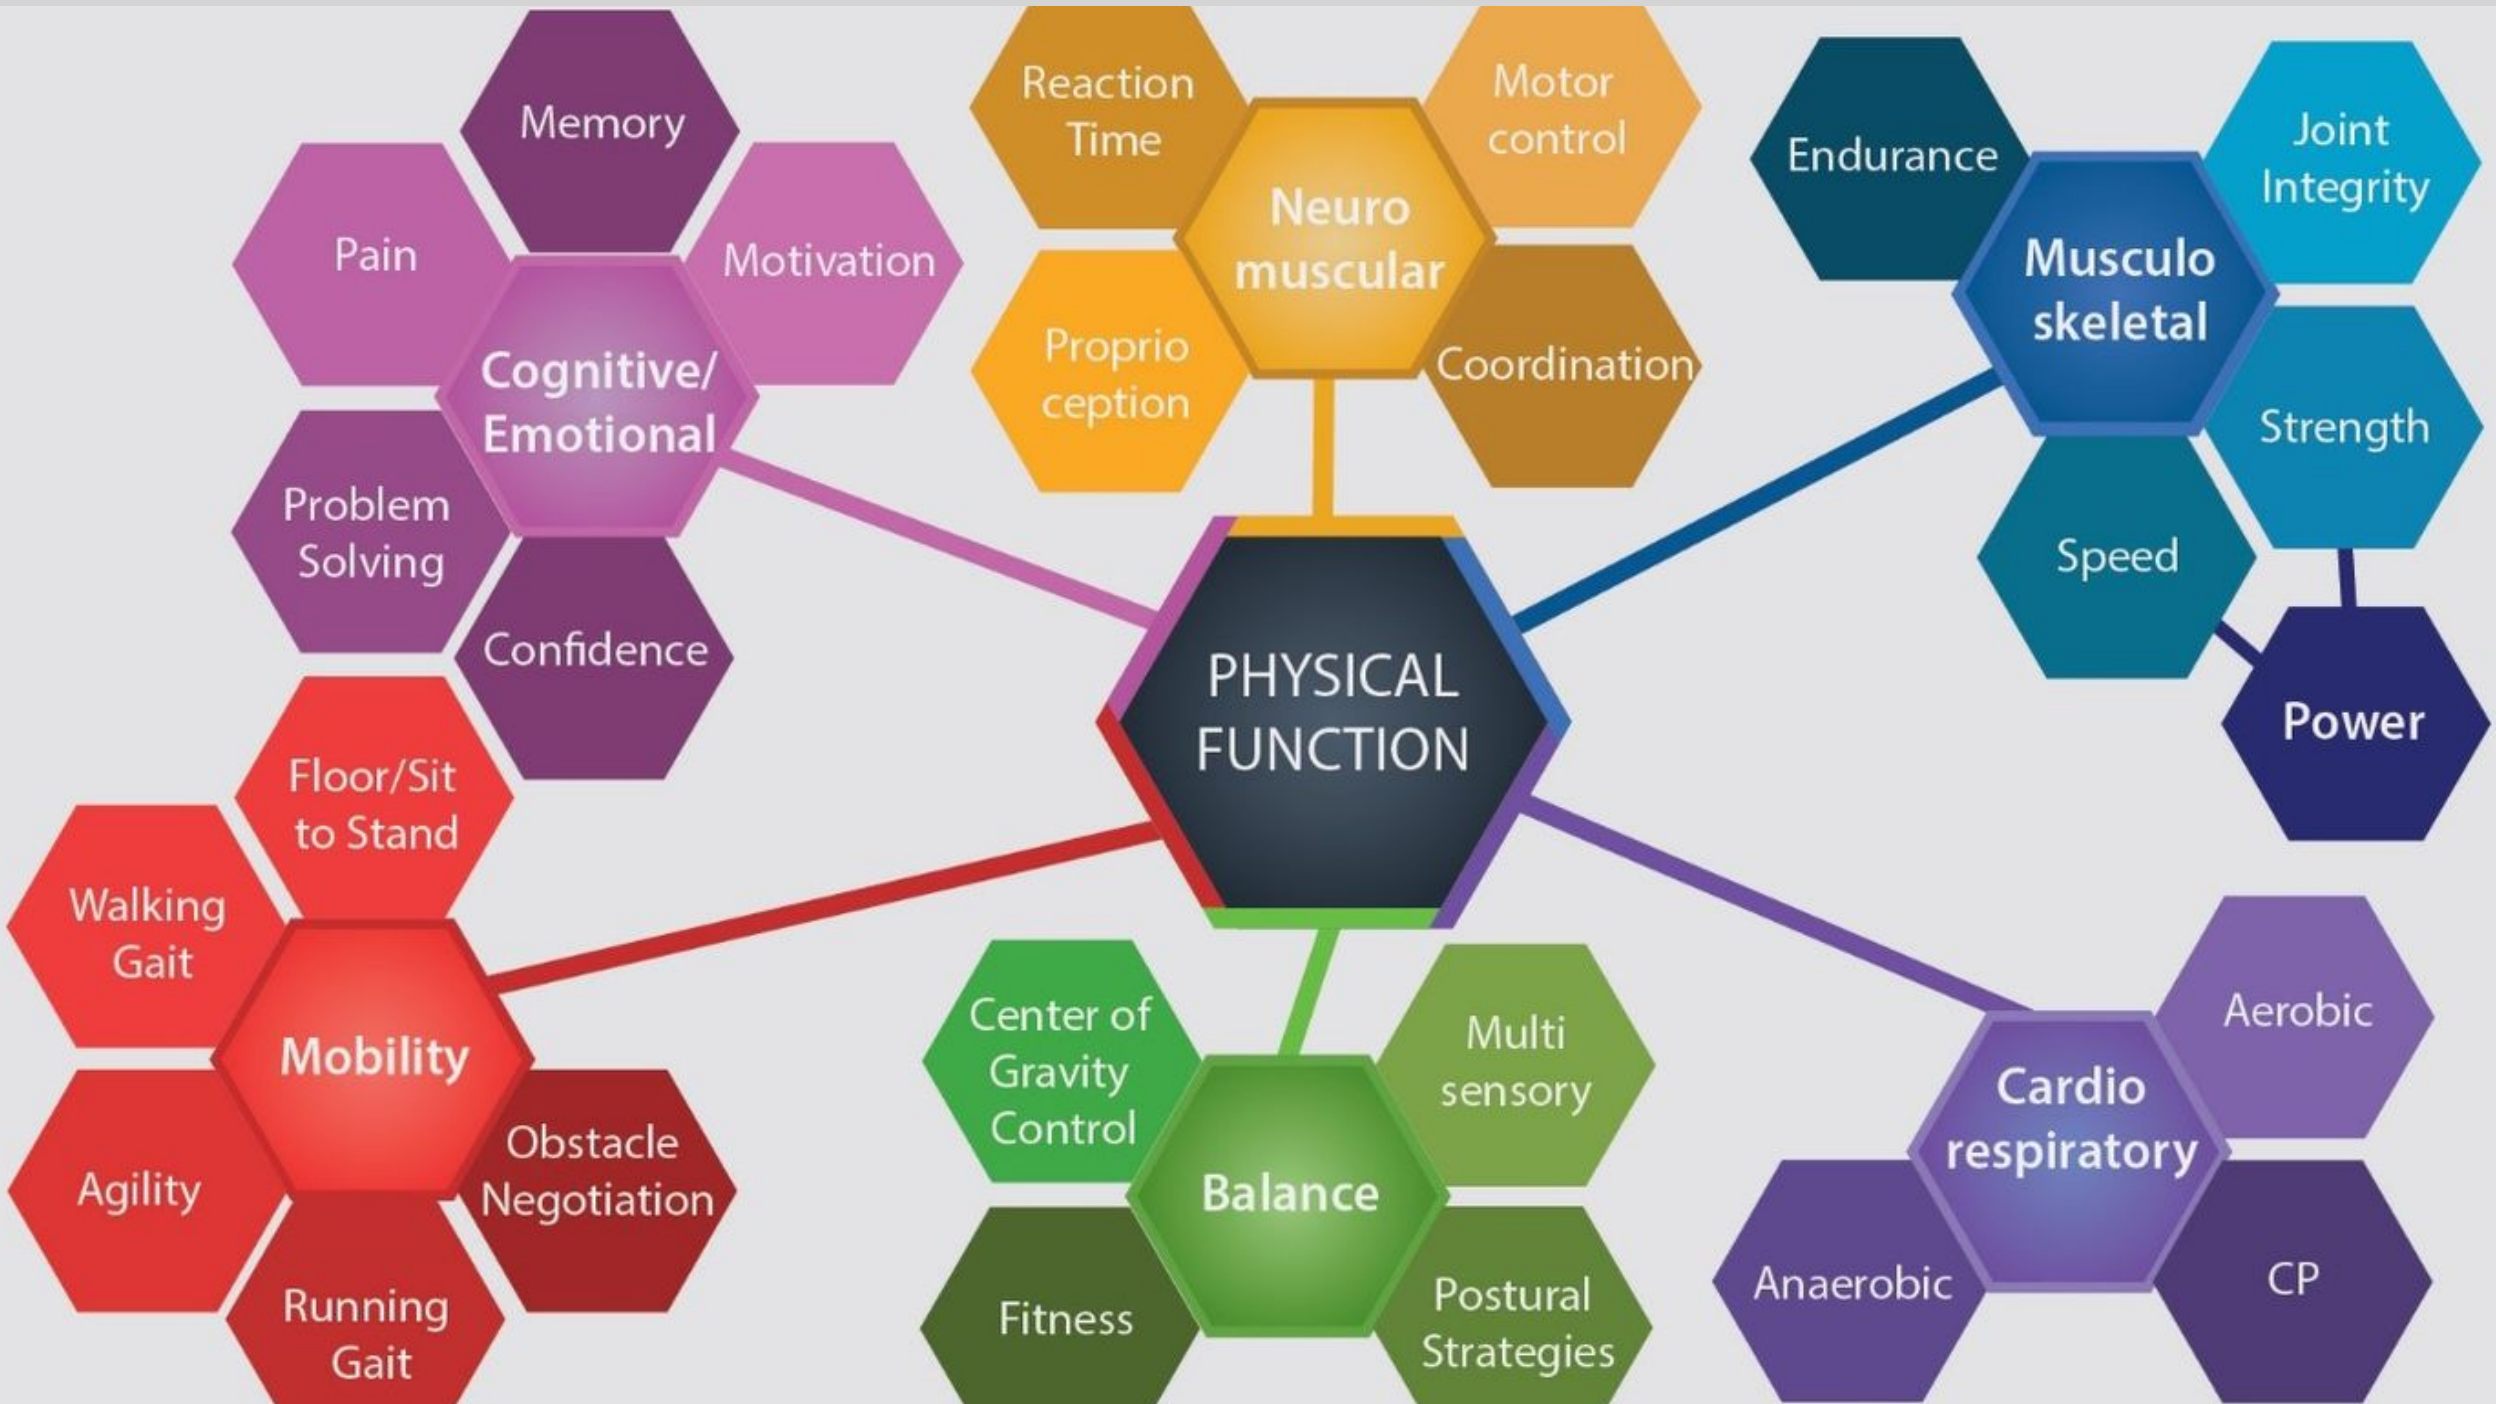 Memory
Pain
Motivation
Cognitive/
Emotional
Problem
Solving
Confidence
Reaction
Time
Motor
control
Neuro
muscular
Proprio
ception
Coordination
Endurance
Joint
Integrity
Musculo
skeletal
Strength
Speed
Power
PHYSICAL
FUNCTION
Floor/Sit
to Stand
Walking
Gait
Mobility
Agility
Obstacle
Negotiation
Running
Gait
Center of
Gravity
Control
Multi
sensory
Balance
Fitness
Postural
Strategies
Aerobic
Cardio
respiratory
Anaerobic
CP